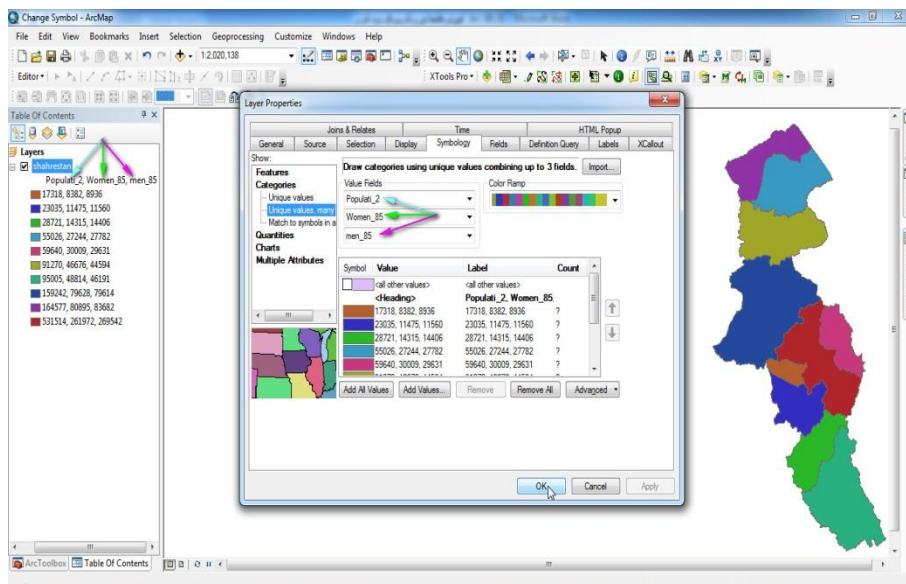 Change Symbol - ArcMap
File Edit View Bookmarks Insert Selection Geoprocessing Customize Windows Help
1:2,020,138
Editor
XTools Pro
Table Of Contents
Layers
shahrestan
Populati_2, Women_85, men_85
17318, 8382, 8936
23035, 11475, 11560
28721, 14315, 14406
55026, 27244, 27782
59640, 30009, 29631
91270, 46676, 44594
95005, 48814, 46191
159242, 79628, 79614
164577, 80895, 83682
531514, 261972, 269542
ArcToolbox Table Of Contents
Layer Properties
Joins & Relates Time HTML Popup
General Source Selection Display Symbology Fields Definition Query Labels XCallout
Show:
Features
Categories
Unique values
Unique values, many
Match to symbols in a
Quantities
Charts
Multiple Attributes
Draw categories using unique values combining up to 3 fields. Import...
Value Fields
Color Ramp
Populati_2
Women_85
men_85
Symbol Value Label Count
<all other values> <all other values>
<Heading> Populati_2, Women_85,
17318, 8382, 8936 17318, 8382, 8936 ?
23035, 11475, 11560 23035, 11475, 11560 ?
28721, 14315, 14406 28721, 14315, 14406 ?
55026, 27244, 27782 55026, 27244, 27782 ?
59640, 30009, 29631 59640, 30009, 29631 ?
Add All Values Add Values... Remove Remove All Advanced
OK Cancel Apply